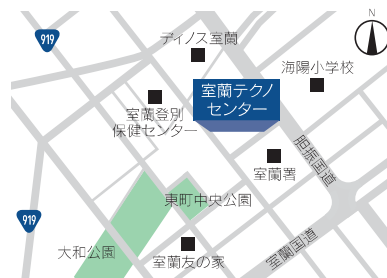 919
N
ディノス室蘭
海陽小学校
室蘭テクノ
センター
室蘭登別
保健センター
胆振国道
室蘭署
東町中央公園
919
大和公園
室蘭友の家
室蘭国道